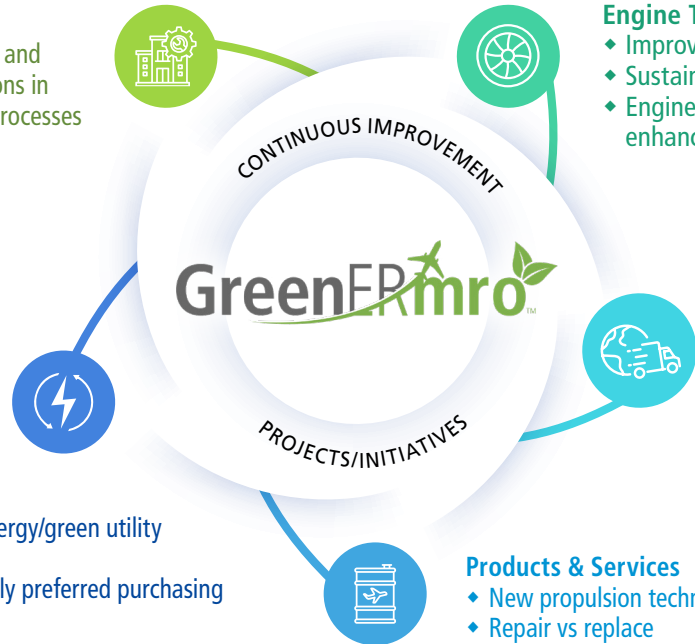 and
ons in
rocesses
Engine T
◆ Improv
◆ Sustain
◆ Engine
enhanc
CONTINUOUS IMPROVEMENT
GreenERmro™
PROJECTS/INITIATIVES
ergy/green utility
ly preferred purchasing
Products & Services
◆ New propulsion techn
◆ Repair vs replace